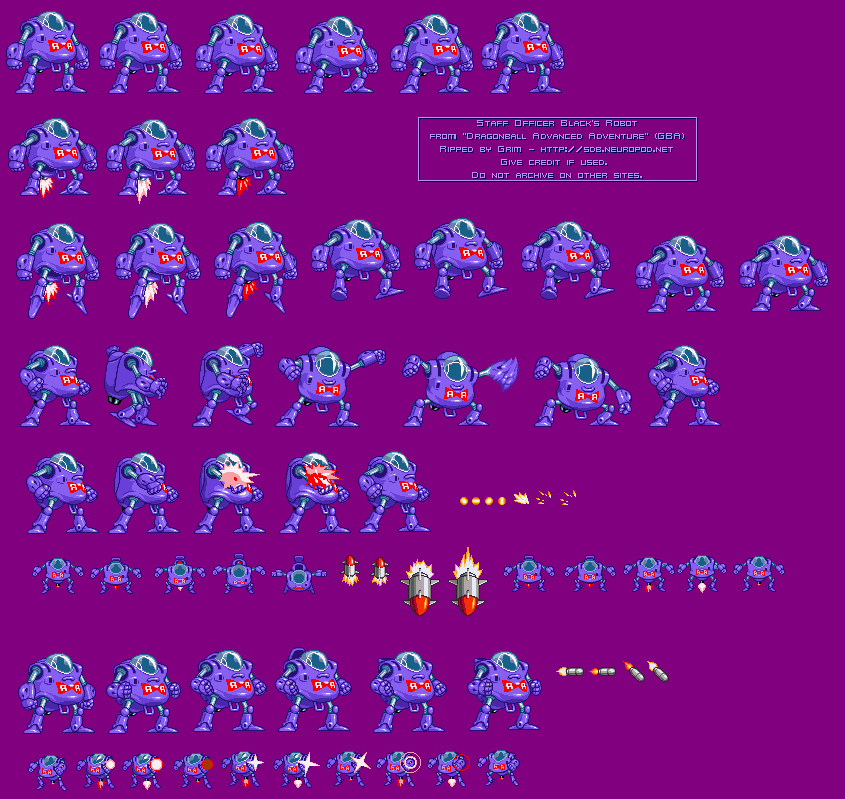 Staff Officer Black's Robot
from "Dragonball Advanced Adventure" (GBA)
Ripped by Grim - http://sdb.neuropod.net
Give credit if used.
Do not archive on other sites.